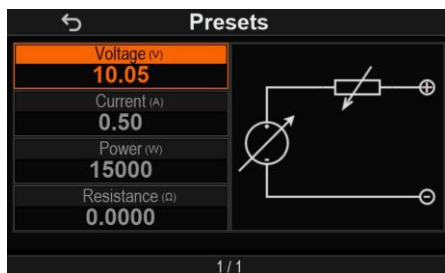 Presets
Voltage (V)
10.05
Current (A)
0.50
Power (W)
15000
Resistance (Ω)
0.0000
1 / 1